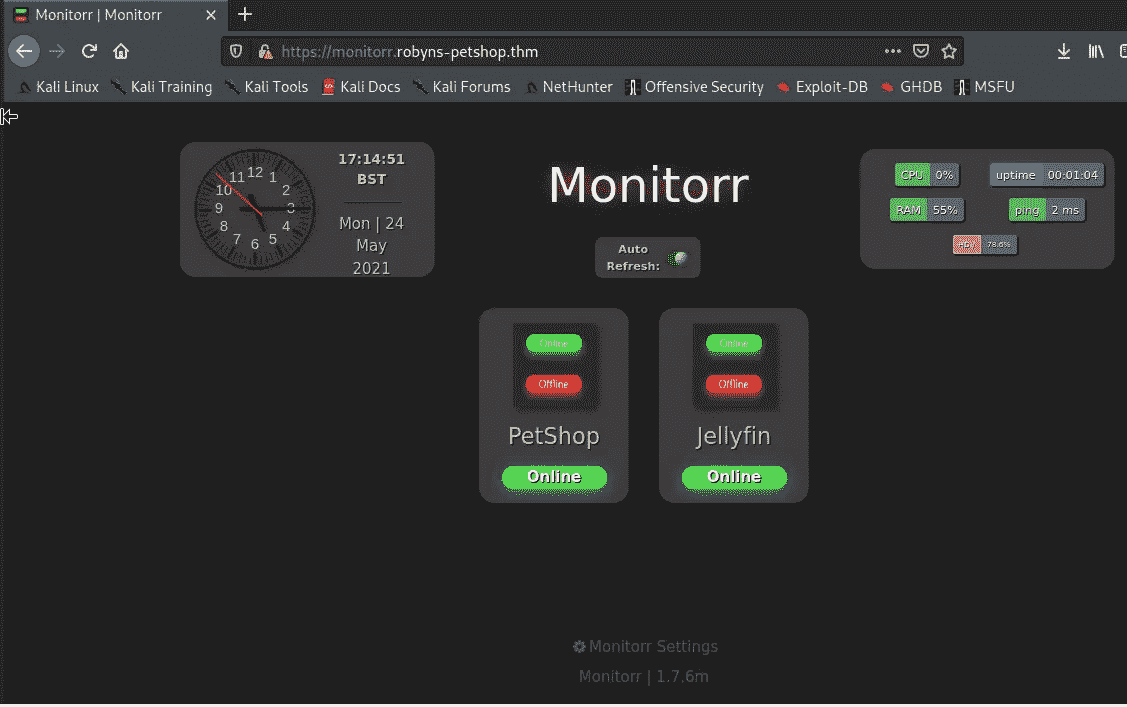 Monitorr | Monitorr
https://monitorr.robyns-petshop.thm
Kali Linux Kali Training Kali Tools Kali Docs Kali Forums NetHunter Offensive Security Exploit-DB GHDB MSFU
12
11 1
10 2
9 3
8 4
7 5
6
17:14:51
BST
Mon | 24
May
2021
Monitorr
Auto
Refresh:
CPU 0% uptime 00:01:04
RAM 55% ping 2 ms
HD1 78.6%
Online
Offline
PetShop
Online
Online
Offline
Jellyfin
Online
Monitorr Settings
Monitorr | 1.7.6m